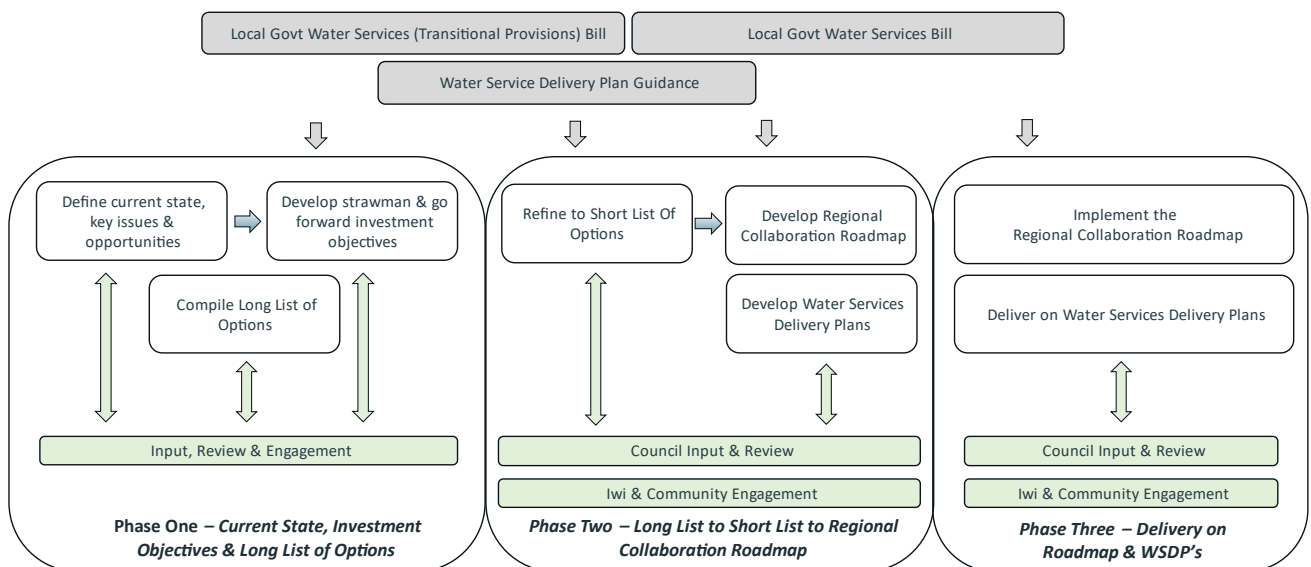 Local Govt Water Services (Transitional Provisions) Bill
Local Govt Water Services Bill
Water Service Delivery Plan Guidance
Define current state,
key issues &
opportunities
Develop strawman & go
forward investment
objectives
Compile Long List of
Options
Input, Review & Engagement
Phase One – Current State, Investment
Objectives & Long List of Options
Refine to Short List Of
Options
Develop Regional
Collaboration Roadmap
Develop Water Services
Delivery Plans
Council Input & Review
Iwi & Community Engagement
Phase Two – Long List to Short List to Regional
Collaboration Roadmap
Implement the
Regional Collaboration Roadmap
Deliver on Water Services Delivery Plans
Council Input & Review
Iwi & Community Engagement
Phase Three – Delivery on
Roadmap & WSDP's